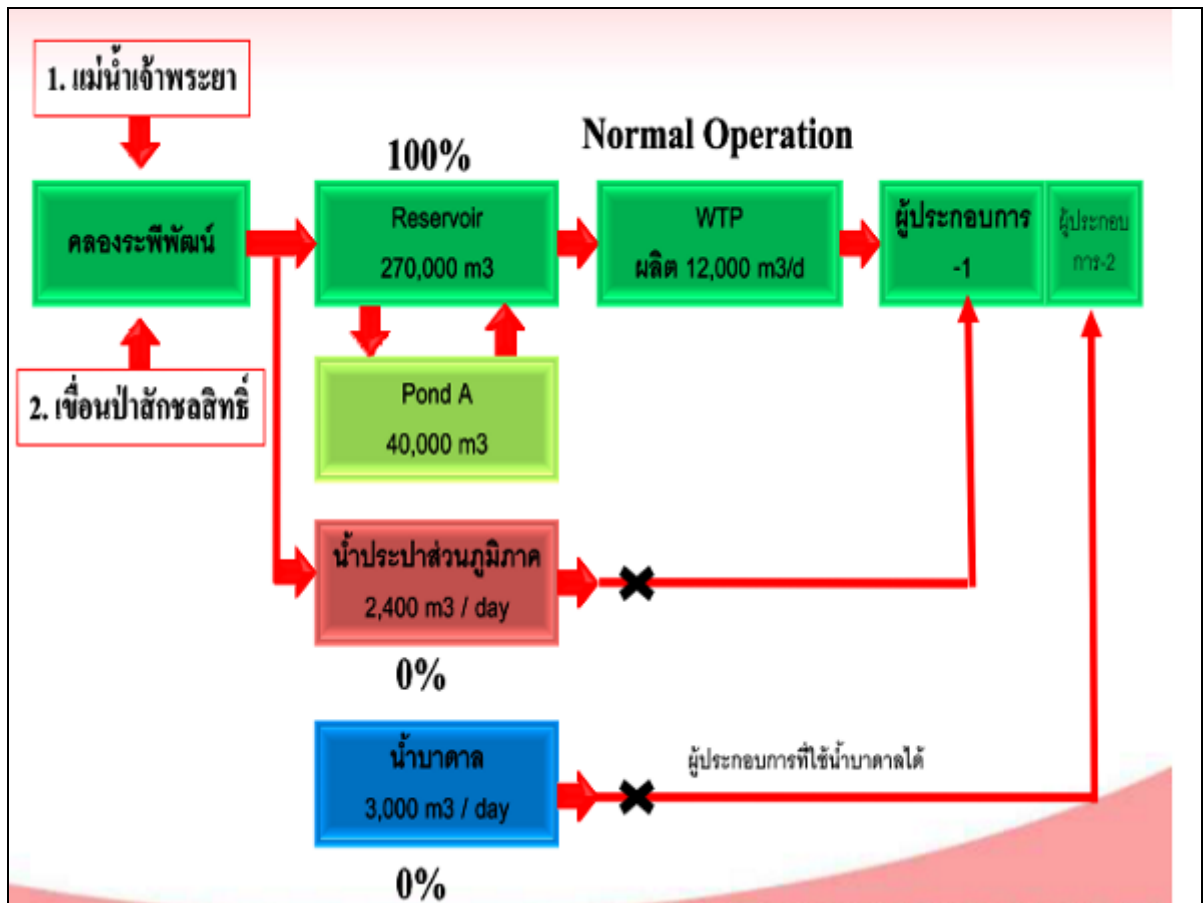 1. แม่น้ำเจ้าพระยา
Normal Operation
100%
คลองระพีพัฒน์
Reservoir
270,000 m3
WTP
ผลิต 12,000 m3/d
ผู้ประกอบการ
-1
ผู้ประกอบ
การ-2
2. เขื่อนป่าสักชลสิทธิ์
Pond A
40,000 m3
น้ำประปาส่วนภูมิภาค
2,400 m3 / day
0%
น้ำบาดาล
3,000 m3 / day
ผู้ประกอบการที่ใช้น้ำบาดาลได้
0%